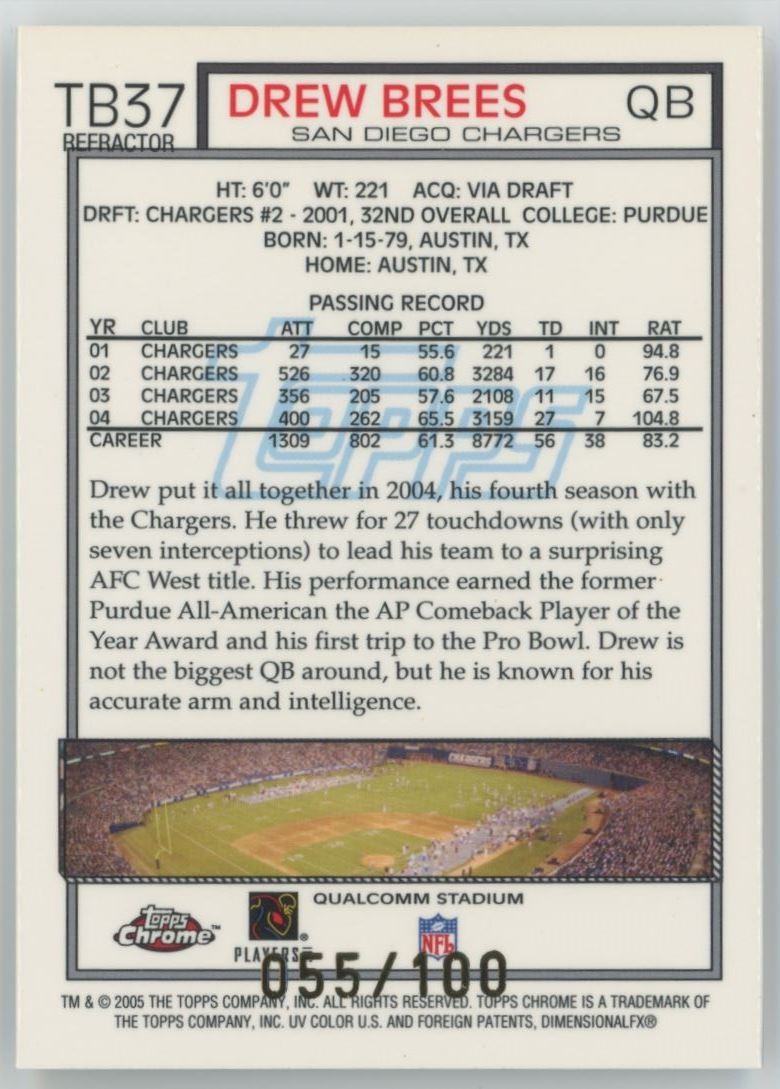 TB37
REFRACTOR
DREW BREES QB
SAN DIEGO CHARGERS
HT: 6'0" WT: 221 ACQ: VIA DRAFT
DRFT: CHARGERS #2 - 2001, 32ND OVERALL COLLEGE: PURDUE
BORN: 1-15-79, AUSTIN, TX
HOME: AUSTIN, TX
PASSING RECORD
YR CLUB ATT COMP PCT YDS TD INT RAT
01 CHARGERS 27 15 55.6 221 1 0 94.8
02 CHARGERS 526 320 60.8 3284 17 16 76.9
03 CHARGERS 356 205 57.6 2108 11 15 67.5
04 CHARGERS 400 262 65.5 3159 27 7 104.8
CAREER 1309 802 61.3 8772 56 38 83.2
topps
Drew put it all together in 2004, his fourth season with
the Chargers. He threw for 27 touchdowns (with only
seven interceptions) to lead his team to a surprising
AFC West title. His performance earned the former
Purdue All-American the AP Comeback Player of the
Year Award and his first trip to the Pro Bowl. Drew is
not the biggest QB around, but he is known for his
accurate arm and intelligence.
CHARGERS
QUALCOMM STADIUM
topps
Chrome™
PLAYERS ®
NFL
055/100
TM & © 2005 THE TOPPS COMPANY, INC. ALL RIGHTS RESERVED. TOPPS CHROME IS A TRADEMARK OF
THE TOPPS COMPANY, INC. UV COLOR U.S. AND FOREIGN PATENTS, DIMENSIONALFX®